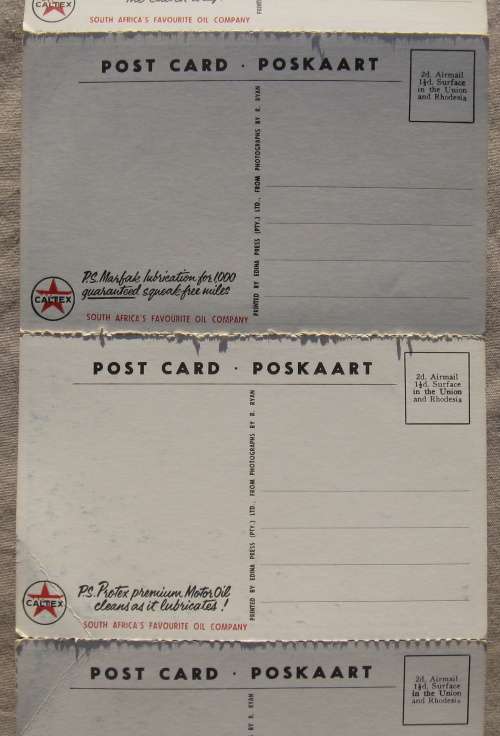 CALTEX
SOUTH AFRICA'S FAVOURITE OIL COMPANY
POST CARD · POSKAART
2d. Airmail
1½d. Surface
in the Union
and Rhodesia
PRINTED BY EDNA PRESS (PTY.) LTD., FROM PHOTOGRAPHS BY R. RYAN
P.S. Marfak lubrication for 1000
guaranteed squeak-free miles
CALTEX
SOUTH AFRICA'S FAVOURITE OIL COMPANY
POST CARD · POSKAART
2d. Airmail
1½d. Surface
in the Union
and Rhodesia
PRINTED BY EDNA PRESS (PTY.) LTD., FROM PHOTOGRAPHS BY R. RYAN
P.S. Protex premium Motor Oil
cleans as it lubricates!
CALTEX
SOUTH AFRICA'S FAVOURITE OIL COMPANY
POST CARD · POSKAART
2d. Airmail
1½d. Surface
in the Union
and Rhodesia
BY R. RYAN